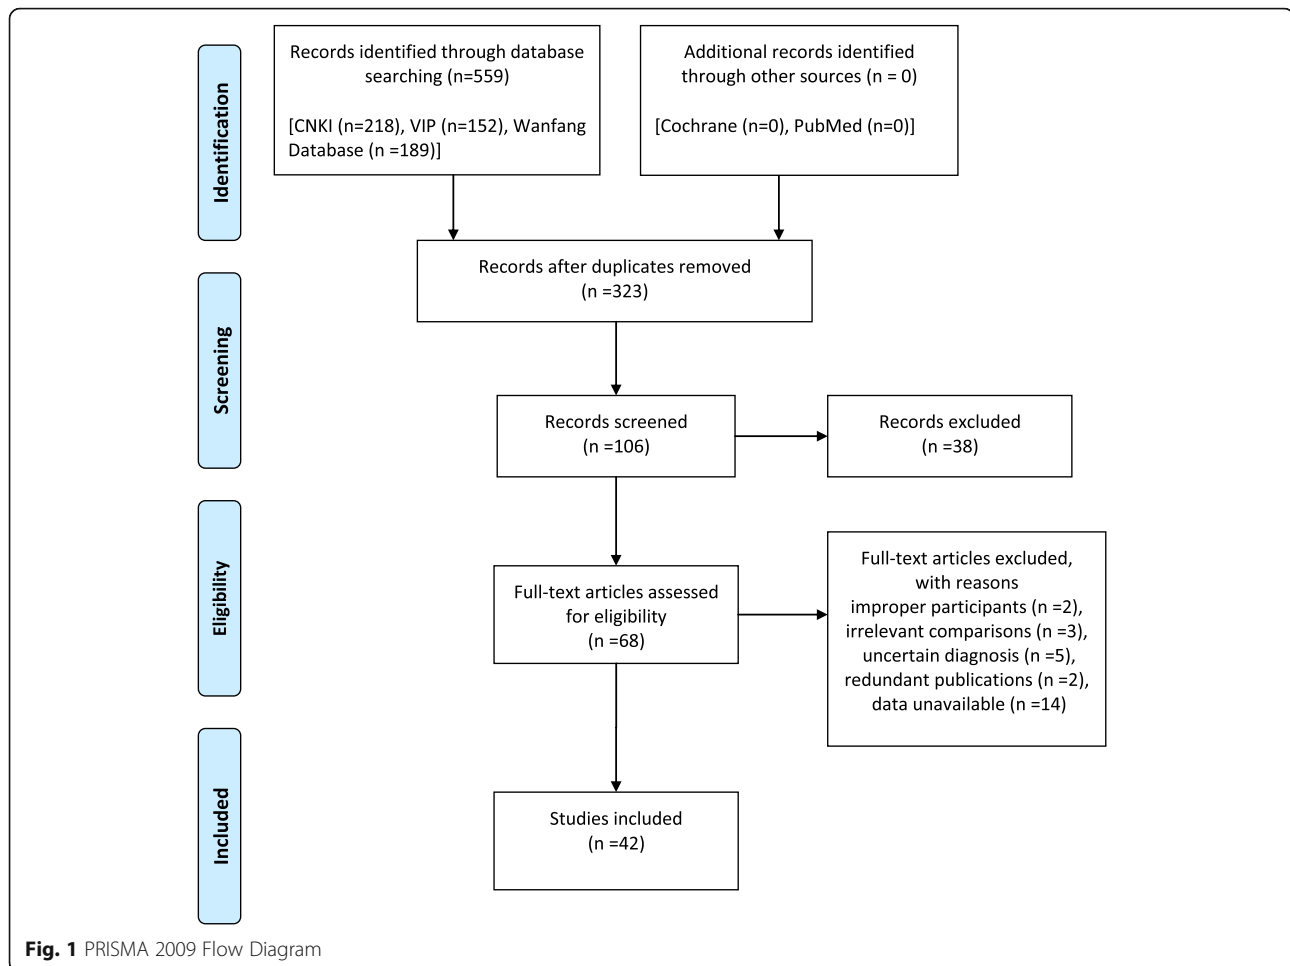 Identification
Records identified through database
searching (n=559)
[CNKI (n=218), VIP (n=152), Wanfang
Database (n =189)]
Additional records identified
through other sources (n = 0)
[Cochrane (n=0), PubMed (n=0)]
Records after duplicates removed
(n =323)
Screening
Records screened
(n =106)
Records excluded
(n =38)
Eligibility
Full-text articles assessed
for eligibility
(n =68)
Full-text articles excluded,
with reasons
improper participants (n =2),
irrelevant comparisons (n =3),
uncertain diagnosis (n =5),
redundant publications (n =2),
data unavailable (n =14)
Included
Studies included
(n =42)
Fig. 1 PRISMA 2009 Flow Diagram